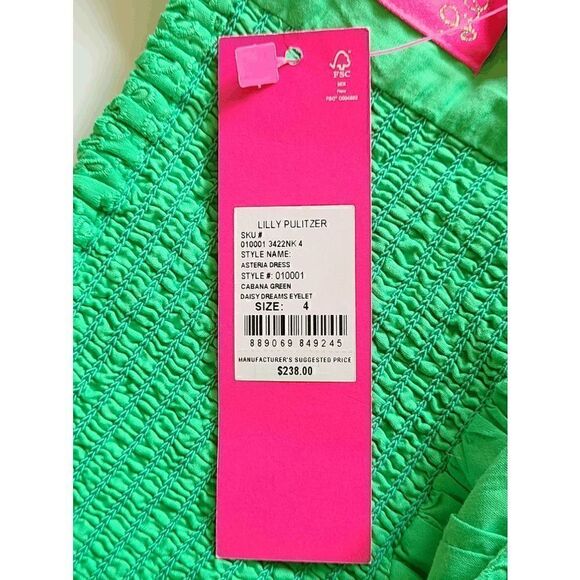 FSC
MIX
LILLY PULITZER
SKU #
010001 3422NK 4
STYLE NAME:
ASTERIA DRESS
STYLE #: 010001
CABANA GREEN
DAISY DREAMS EYELET
SIZE: 4
889069 849245
MANUFACTURER'S SUGGESTED PRICE
$238.00